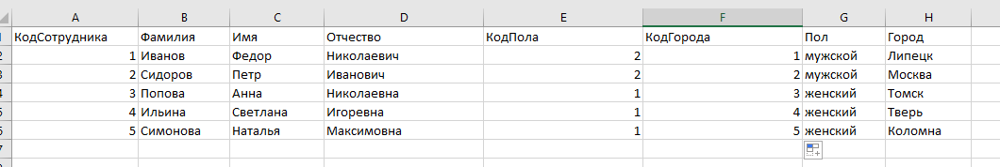 A B C D E F G H
КодСотрудника Фамилия Имя Отчество КодПола КодГорода Пол Город
1 Иванов Федор Николаевич 2 1 мужской Липецк
2 Сидоров Петр Иванович 2 2 мужской Москва
3 Попова Анна Николаевна 1 3 женский Томск
4 Ильина Светлана Игоревна 1 4 женский Тверь
5 Симонова Наталья Максимовна 1 5 женский Коломна